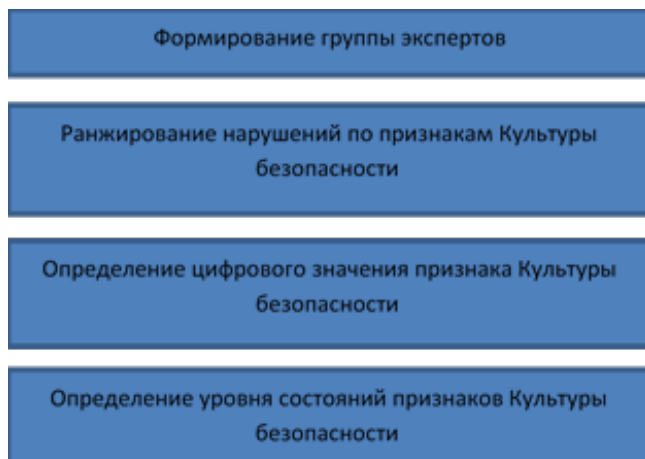 Формирование группы экспертов
Ранжирование нарушений по признакам Культуры
безопасности
Определение цифрового значения признака Культуры
безопасности
Определение уровня состояний признаков Культуры
безопасности